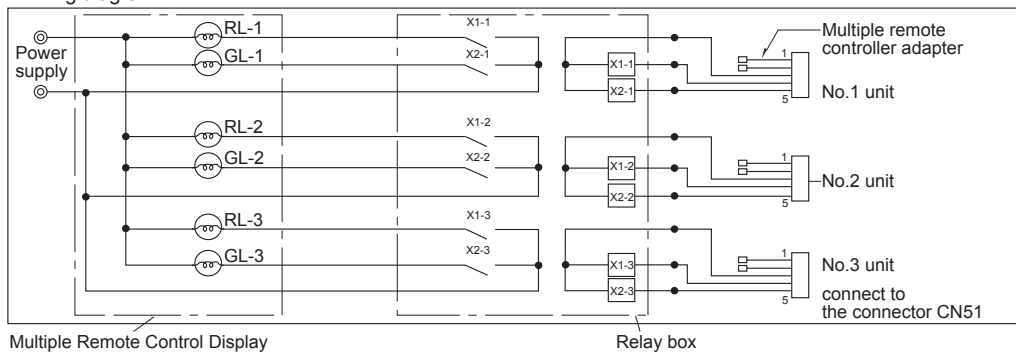 Power
supply
RL-1
GL-1
X1-1
X2-1
X1-1
X2-1
1
5
Multiple remote
controller adapter
No.1 unit
RL-2
GL-2
X1-2
X2-2
X1-2
X2-2
1
5
No.2 unit
RL-3
GL-3
X1-3
X2-3
X1-3
X2-3
1
5
No.3 unit
connect to
the connector CN51
Multiple Remote Control Display
Relay box